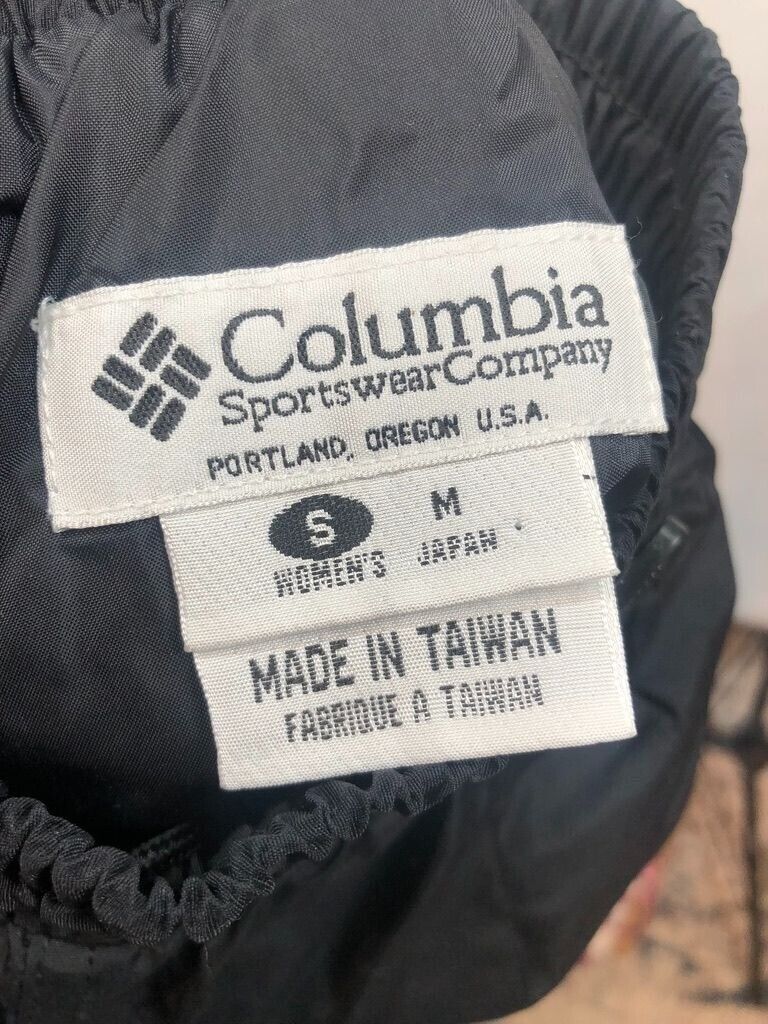 Columbia
SportswearCompany
PORTLAND, OREGON U.S.A.
S M
WOMEN'S JAPAN
MADE IN TAIWAN
FABRIQUE A TAIWAN